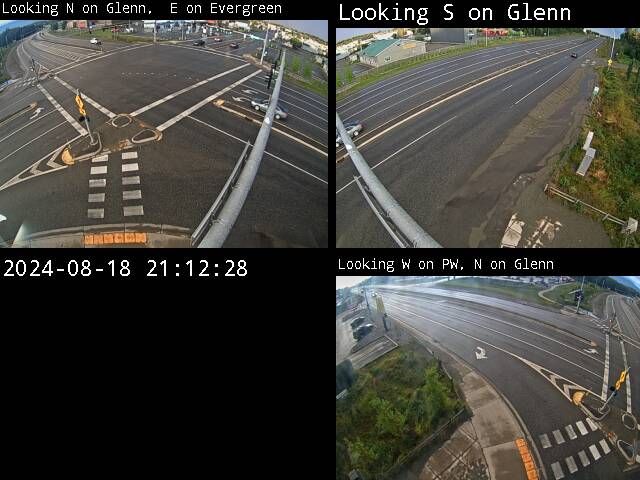 Looking N on Glenn,  E on Evergreen
Looking S on Glenn
2024-08-18 21:12:28
Looking W on PW, N on Glenn